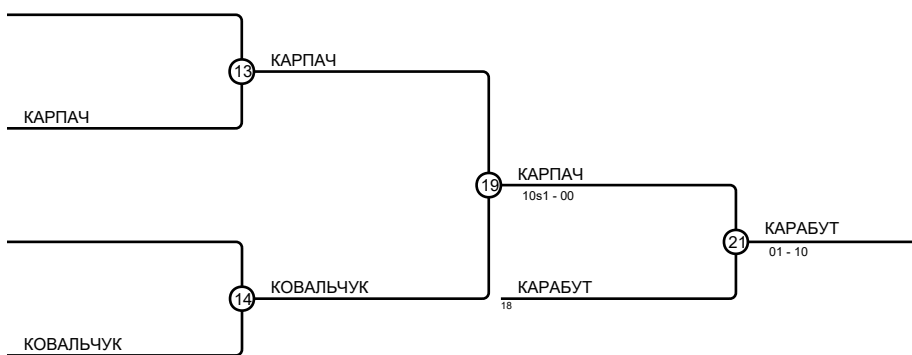 КАРПАЧ
13
КАРПАЧ
КАРПАЧ
19
10s1 - 00
КАРАБУТ
21
01 - 10
КОВАЛЬЧУК
14
КАРАБУТ
18
КОВАЛЬЧУК